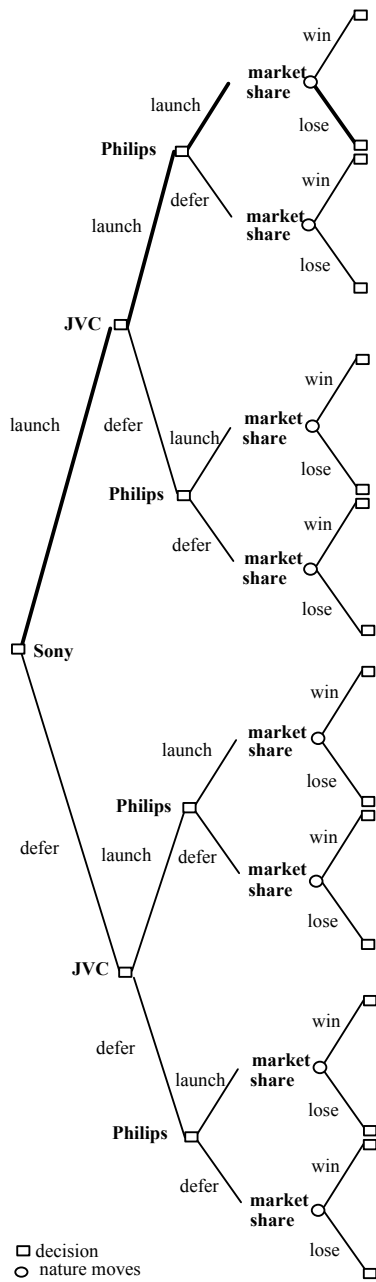 win
market
share
launch
lose
Philips
win
defer
market
share
launch
lose
JVC
win
launch
defer
market
share
launch
lose
Philips
win
defer
market
share
lose
Sony
win
market
share
launch
lose
Philips
win
defer
launch
defer
market
share
lose
JVC
win
defer
market
share
launch
lose
Philips
win
defer
market
share
lose
decision
nature moves